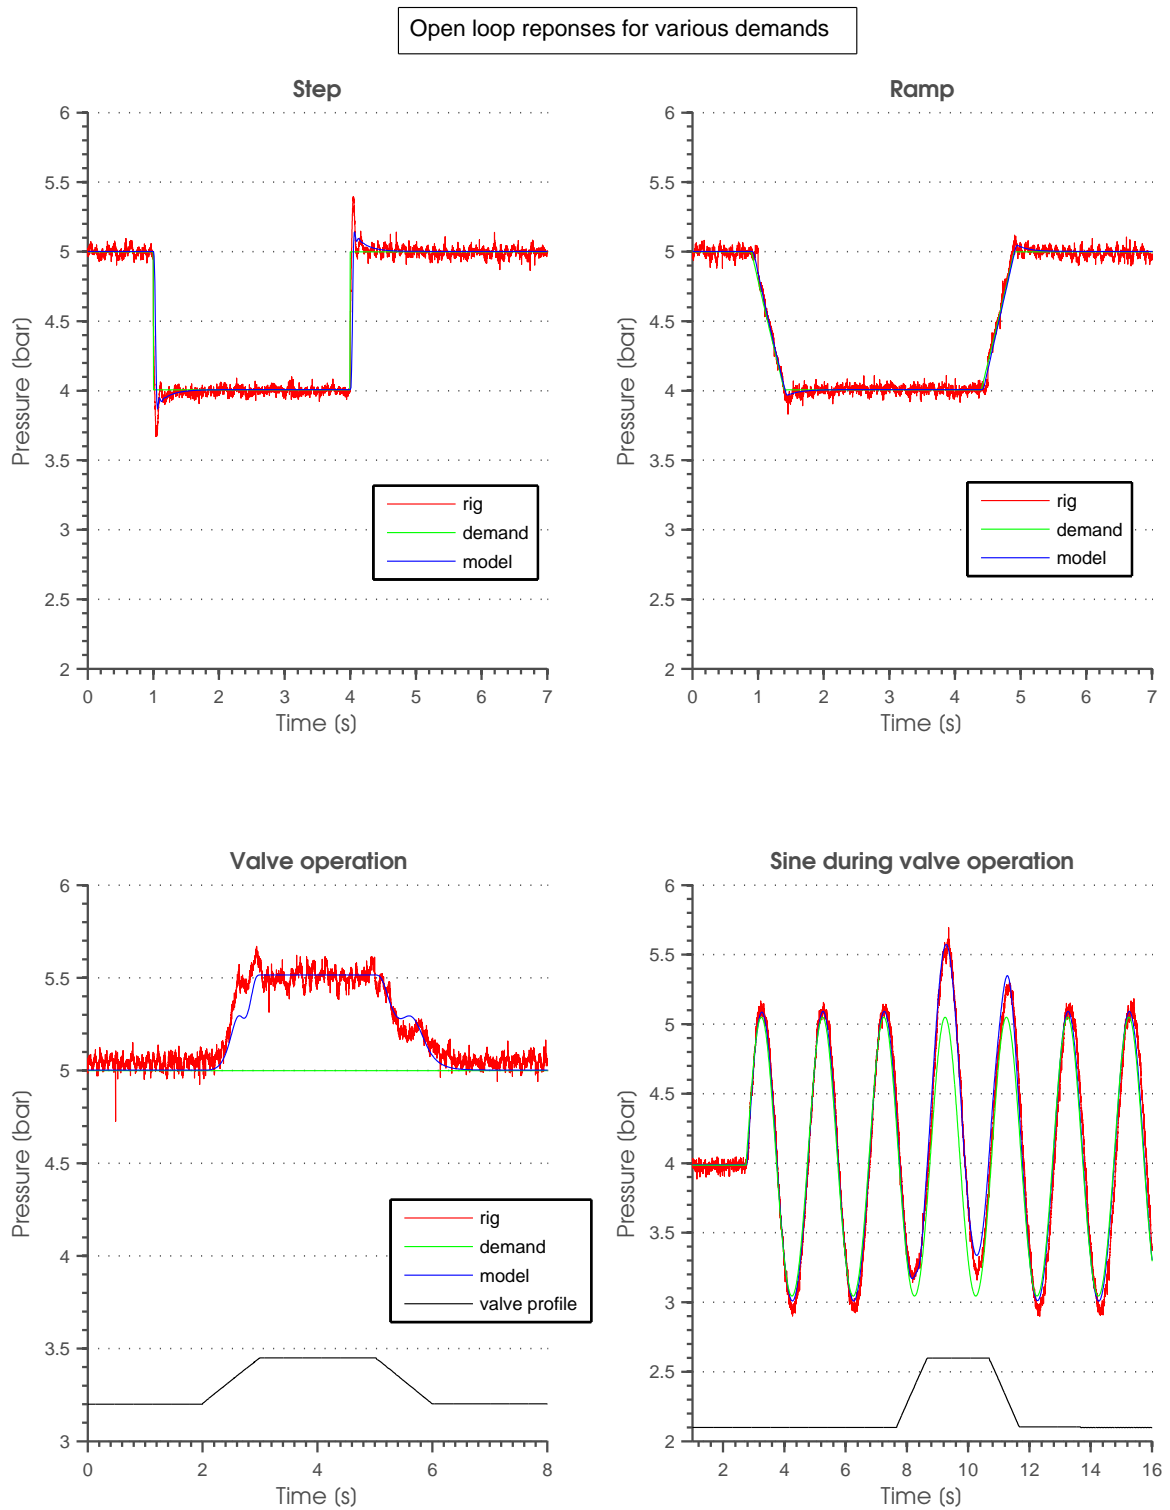 Open loop reponses for various demands
Step
6
5.5
5
4.5
4
3.5
3
2.5
2
Pressure (bar)
0 1 2 3 4 5 6 7
Time (s)
rig
demand
model
Ramp
6
5.5
5
4.5
4
3.5
3
2.5
2
Pressure (bar)
0 1 2 3 4 5 6 7
Time (s)
rig
demand
model
Valve operation
6
5.5
5
4.5
4
3.5
3
Pressure (bar)
0 2 4 6 8
Time (s)
rig
demand
model
valve profile
Sine during valve operation
6
5.5
5
4.5
4
3.5
3
2.5
2
Pressure (bar)
2 4 6 8 10 12 14 16
Time (s)